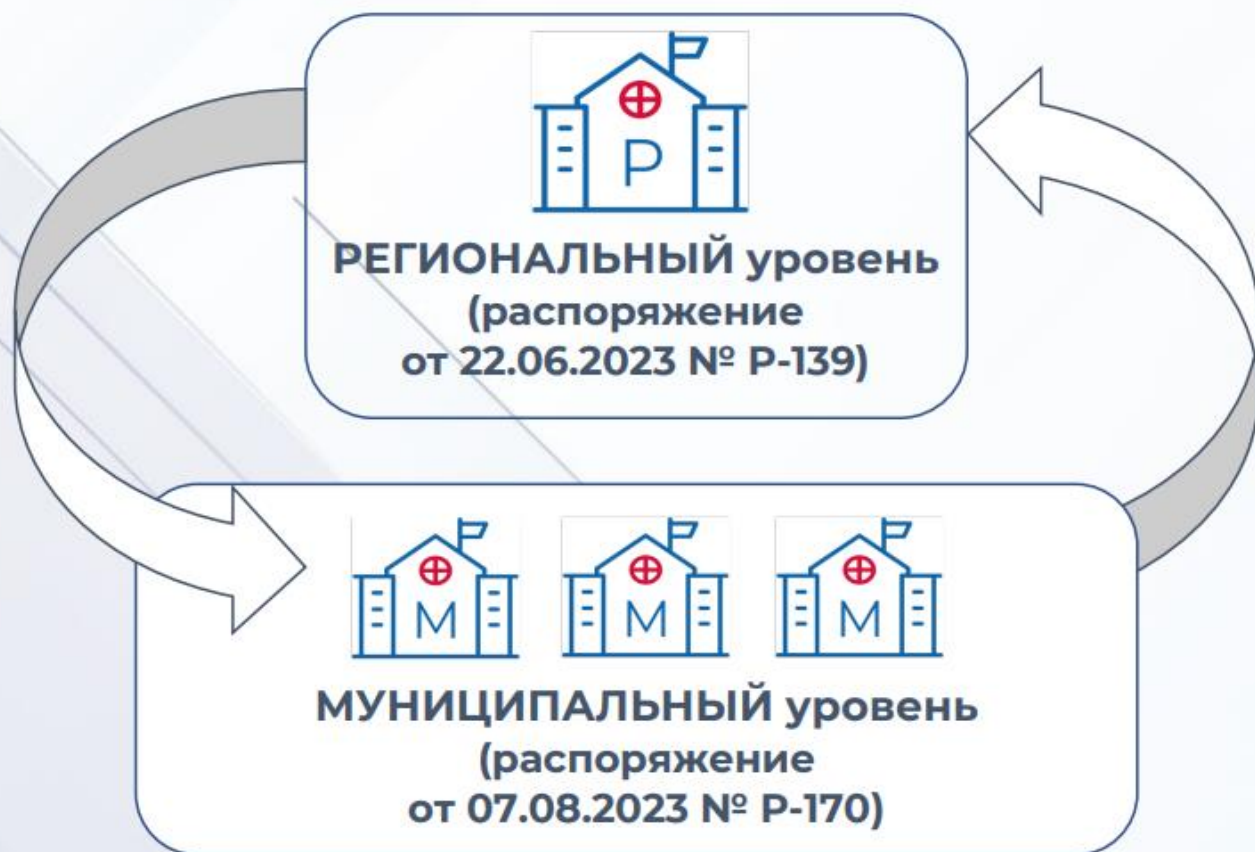 Р
РЕГИОНАЛЬНЫЙ уровень
(распоряжение
от 22.06.2023 № Р-139)
М М М
МУНИЦИПАЛЬНЫЙ уровень
(распоряжение
от 07.08.2023 № Р-170)